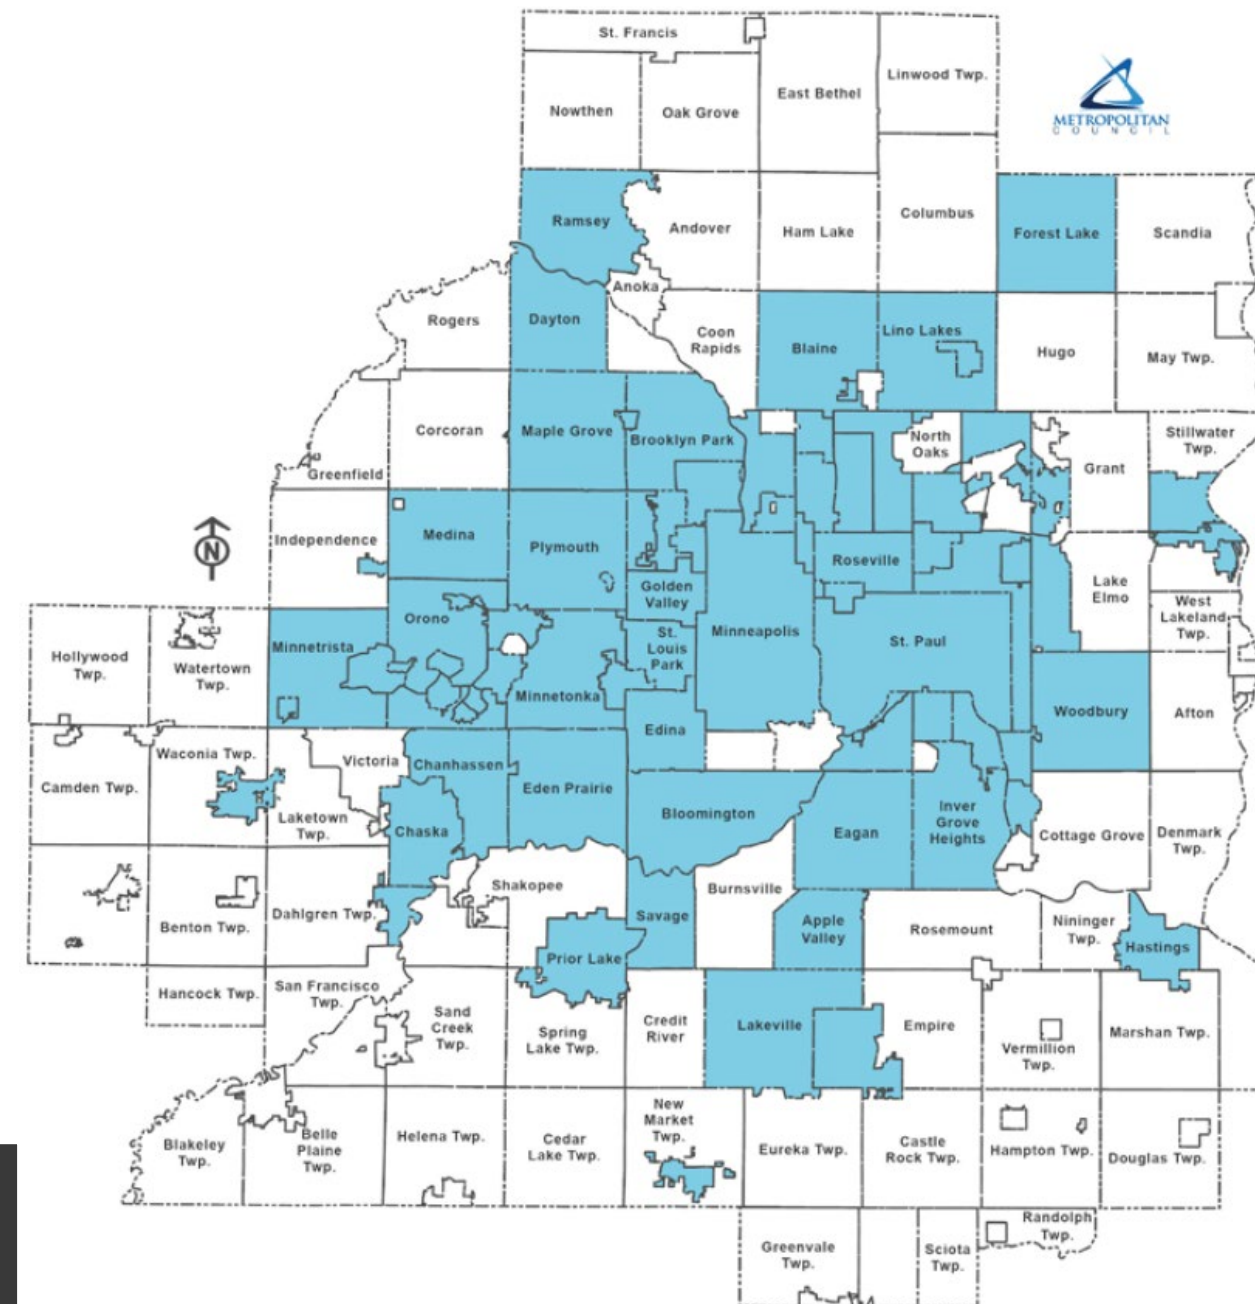 St. Francis
Linwood Twp.
East Bethel
Nowthen
Oak Grove
METROPOLITAN
COUNCIL
Ramsey
Andover
Ham Lake
Columbus
Forest Lake
Scandia
Anoka
Rogers
Dayton
Coon
Rapids
Blaine
Lino Lakes
Hugo
May Twp.
Corcoran
Maple Grove
Brooklyn Park
North
Oaks
Grant
Stillwater
Twp.
Greenfield
N
Independence
Medina
Plymouth
Roseville
Golden
Valley
Lake
Elmo
West
Lakeland
Twp.
Orono
Hollywood
Twp.
Watertown
Twp.
Minnetrista
Minnetonka
St.
Louis
Park
Minneapolis
St. Paul
Edina
Woodbury
Afton
Waconia Twp.
Victoria
Chanhassen
Camden Twp.
Eden Prairie
Laketown
Twp.
Chaska
Bloomington
Eagan
Inver
Grove
Heights
Cottage Grove
Denmark
Twp.
Shakopee
Burnsville
Benton Twp.
Dahlgren Twp.
Savage
Apple
Valley
Rosemount
Nininger
Twp.
Hastings
Prior Lake
Hancock Twp.
San Francisco
Twp.
Sand
Creek
Twp.
Spring
Lake Twp.
Credit
River
Lakeville
Empire
Vermillion
Twp.
Marshan Twp.
Blakeley
Twp.
Belle
Plaine
Twp.
Helena Twp.
Cedar
Lake Twp.
New
Market
Twp.
Eureka Twp.
Castle
Rock Twp.
Hampton Twp.
Douglas Twp.
Greenvale
Twp.
Sciota
Twp.
Randolph
Twp.